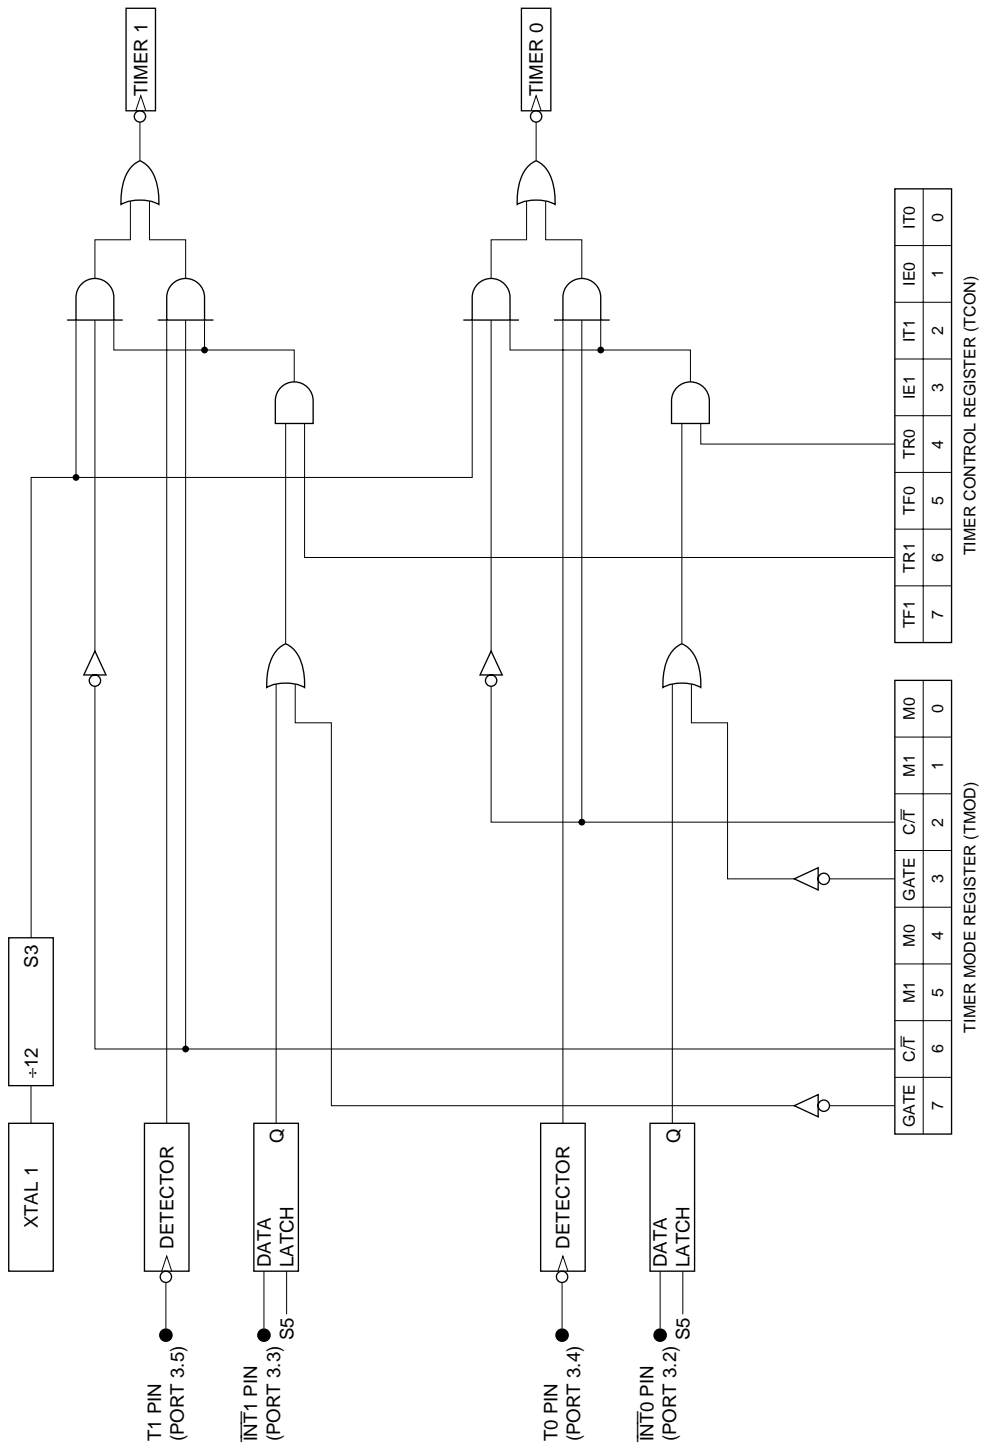 XTAL 1
÷12
S3
T1 PIN
(PORT 3.5)
DETECTOR
TIMER 1
I̅N̅T̅1 PIN
(PORT 3.3)
S5
DATA
LATCH
Q
T0 PIN
(PORT 3.4)
DETECTOR
TIMER 0
I̅N̅T̅0 PIN
(PORT 3.2)
S5
DATA
LATCH
Q
GATE C/T̅ M1 M0 GATE C/T̅ M1 M0
7 6 5 4 3 2 1 0
TIMER MODE REGISTER (TMOD)
TF1 TR1 TF0 TR0 IE1 IT1 IE0 IT0
7 6 5 4 3 2 1 0
TIMER CONTROL REGISTER (TCON)